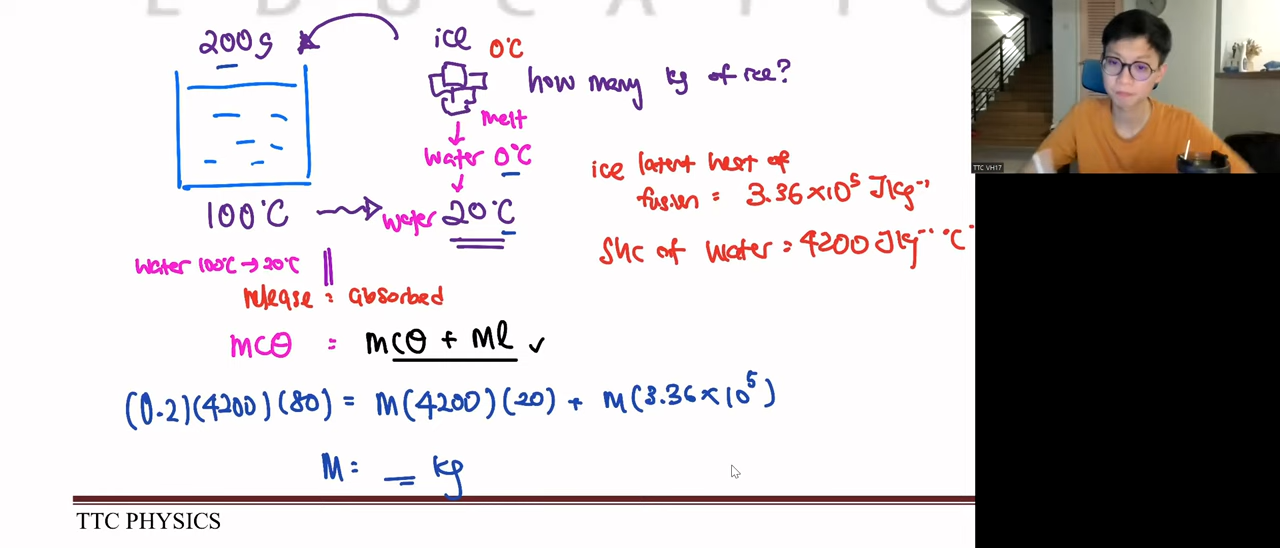 EDUCATIO
200g
ice 0°C
how many kg of ice?
melt
water 0°C
100°C
water 20°C
ice latent heat of
fusion = 3.36×10⁵ Jkg⁻¹
SHC of water = 4200 Jkg⁻¹ °C⁻
water 100°C → 20°C
release = absorbed
mcθ = mcθ + ml ✓
(0.2)(4200)(80) = m(4200)(20) + m(3.36×10⁵)
m = _ kg
TTC PHYSICS
TTC VH17